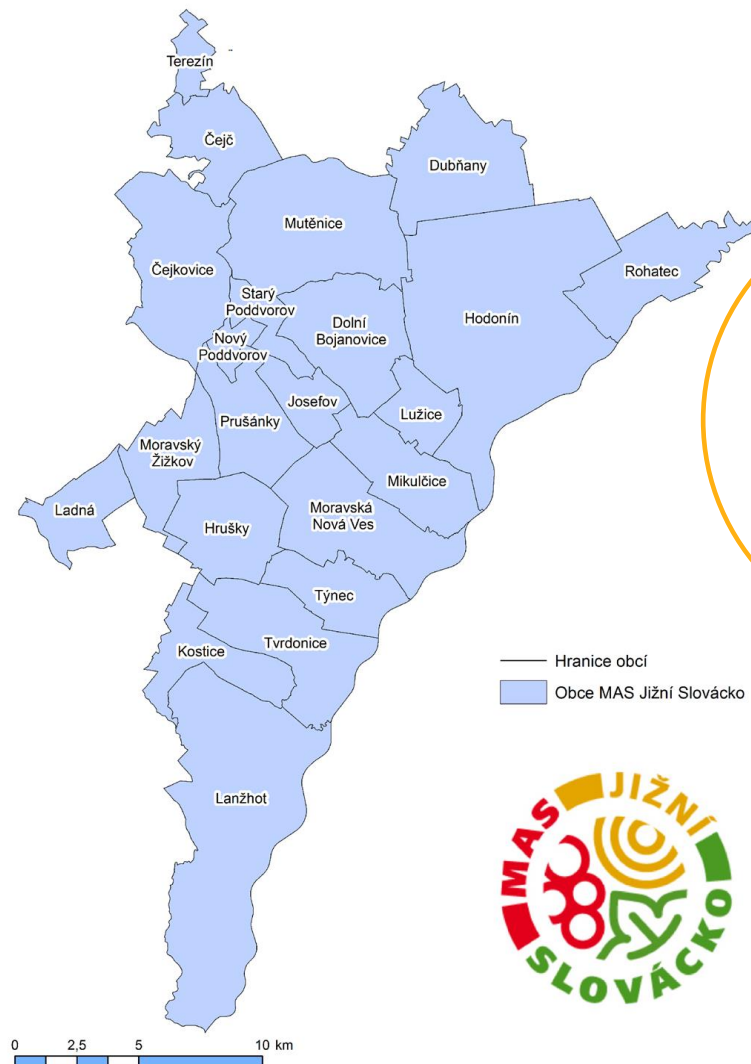 Terezín
Čejč
Dubňany
Mutěnice
Čejkovice
Rohatec
Starý
Poddvorov
Hodonín
Dolní
Bojanovice
Nový
Poddvorov
Josefov
Lužice
Prušánky
Moravský
Žižkov
Mikulčice
Ladná
Moravská
Nová Ves
Hrušky
Týnec
Tvrdonice
Kostice
Hranice obcí
Obce MAS Jižní Slovácko
Lanžhot
MAS JIŽNÍ
SLOVÁCKO
0 2,5 5 10 km